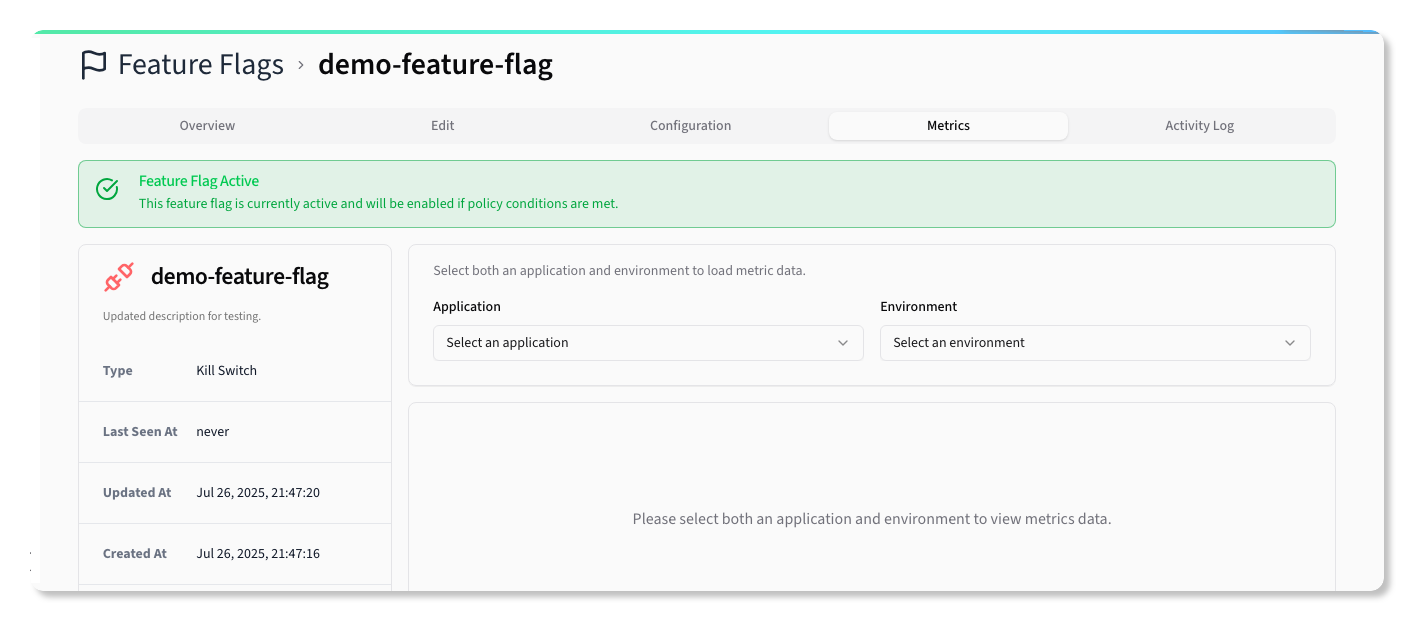 Feature Flags › demo-feature-flag
Overview Edit Configuration Metrics Activity Log
Feature Flag Active
This feature flag is currently active and will be enabled if policy conditions are met.
demo-feature-flag
Updated description for testing.
Type Kill Switch
Last Seen At never
Updated At Jul 26, 2025, 21:47:20
Created At Jul 26, 2025, 21:47:16
Select both an application and environment to load metric data.
Application Environment
Select an application Select an environment
Please select both an application and environment to view metrics data.